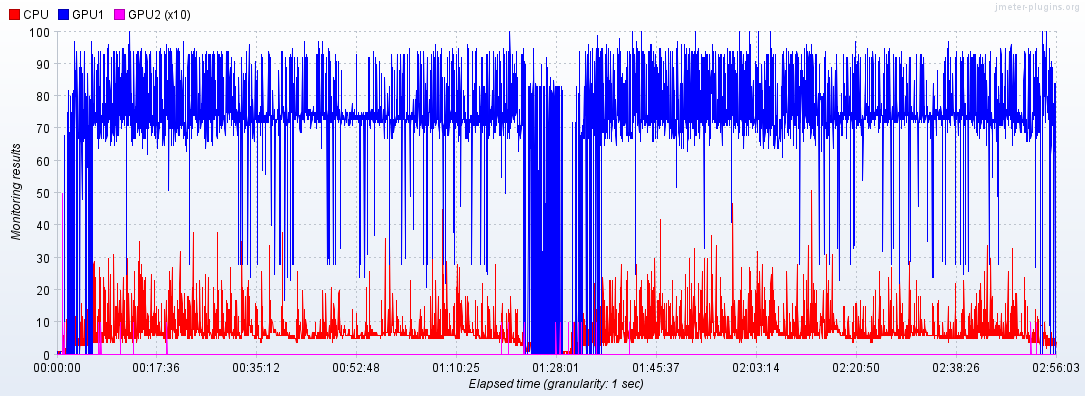 jmeter-plugins.org
CPU GPU1 GPU2 (x10)
100
90
80
70
60
50
40
30
20
10
0
Monitoring results
00:00:00 00:17:36 00:35:12 00:52:48 01:10:25 01:28:01 01:45:37 02:03:14 02:20:50 02:38:26 02:56:03
Elapsed time (granularity: 1 sec)